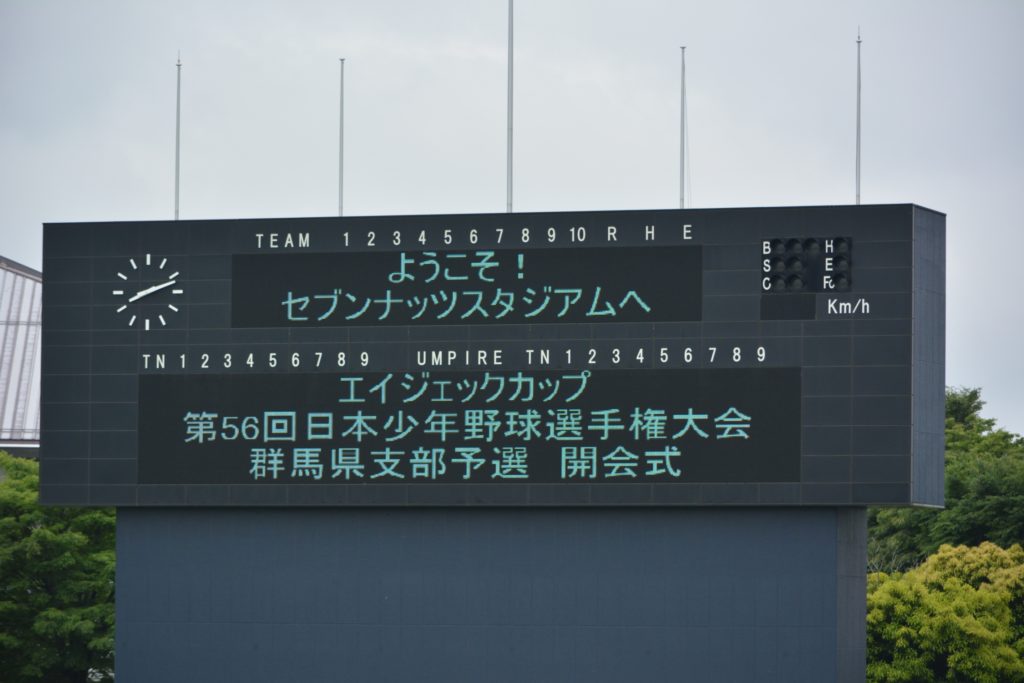 TEAM 1 2 3 4 5 6 7 8 9 10 R H E
ようこそ！
セブンナッツスタジアムへ
B H
S E
O Fc
Km/h
TN 1 2 3 4 5 6 7 8 9 UMPIRE TN 1 2 3 4 5 6 7 8 9
エイジェックカップ
第56回日本少年野球選手権大会
群馬県支部予選 開会式